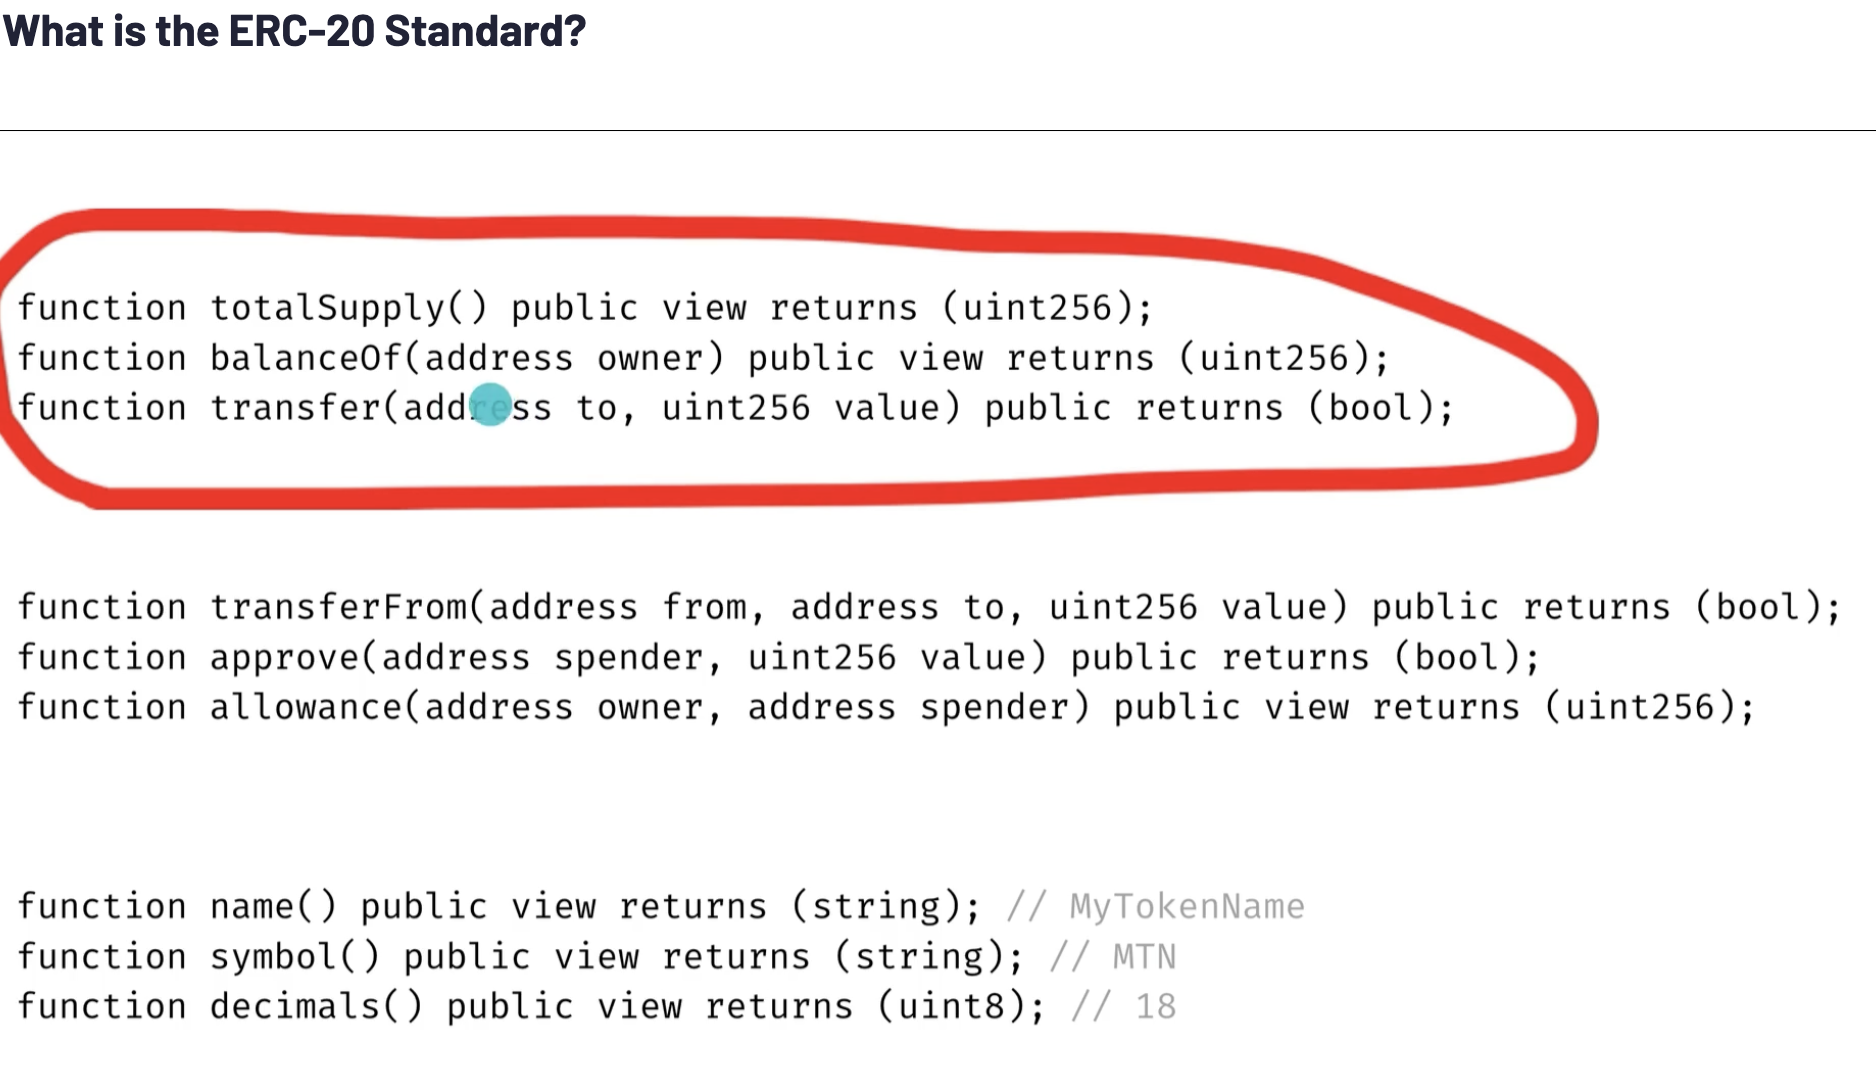 What is the ERC-20 Standard?
function totalSupply() public view returns (uint256);
function balanceOf(address owner) public view returns (uint256);
function transfer(address to, uint256 value) public returns (bool);
function transferFrom(address from, address to, uint256 value) public returns (bool);
function approve(address spender, uint256 value) public returns (bool);
function allowance(address owner, address spender) public view returns (uint256);
function name() public view returns (string); // MyTokenName
function symbol() public view returns (string); // MTN
function decimals() public view returns (uint8); // 18